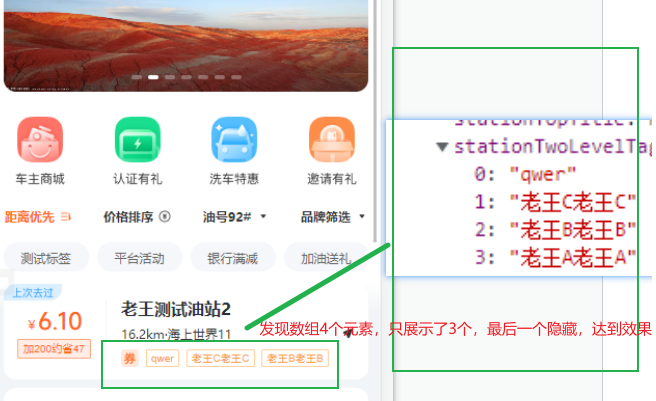 车主商城
认证有礼
洗车特惠
邀请有礼
距离优先
价格排序
油号92#
品牌筛选
测试标签
平台活动
银行满减
加油送礼
上次去过
¥6.10
加200约省47
老王测试油站2
16.2km·海上世界11
券 qwer 老王C老王C 老王B老王B
stationTopTitle:
▼stationTwoLevelTag
0: "qwer"
1: "老王C老王C"
2: "老王B老王B"
3: "老王A老王A"
发现数组4个元素，只展示了3个，最后一个隐藏，达到效果